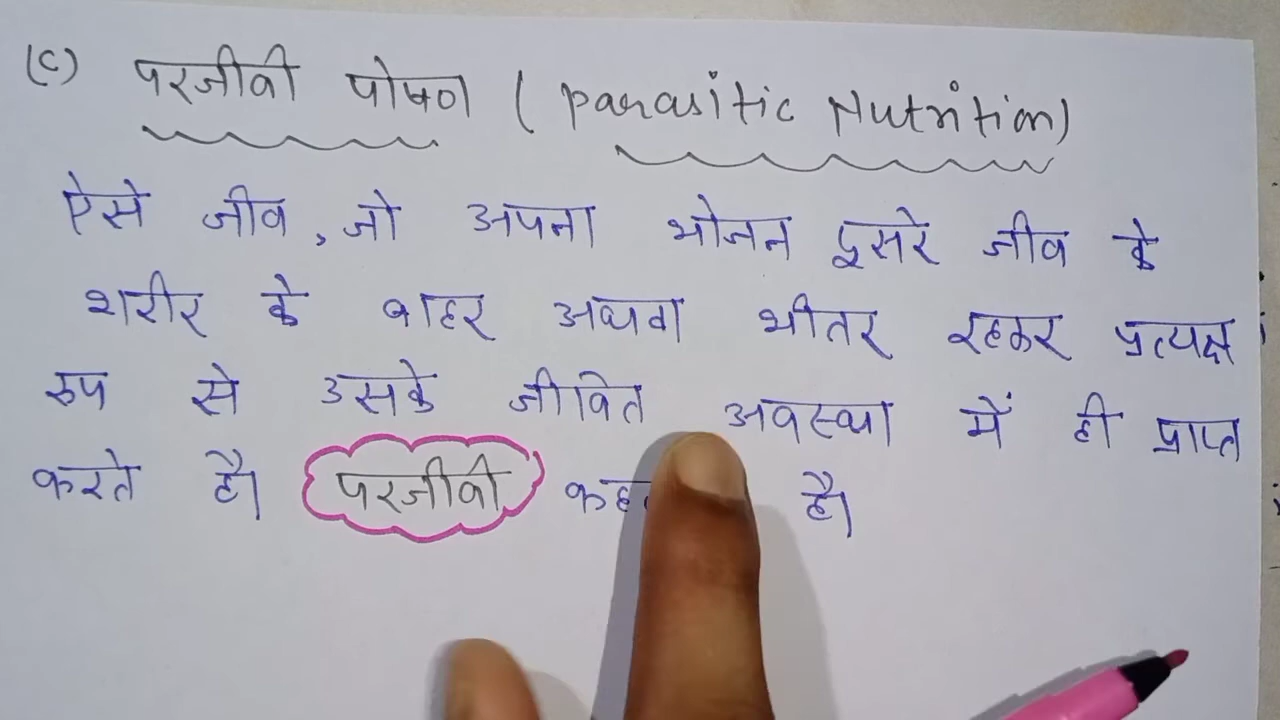 (c) परजीवी पोषण ( Parasitic Nutrition)
ऐसे जीव, जो अपना भोजन दूसरे जीव के
शरीर के बाहर अथवा भीतर रहकर प्रत्यक्ष
रुप से उसके जीवित अवस्था में ही प्राप्त
करते है। परजीवी है।